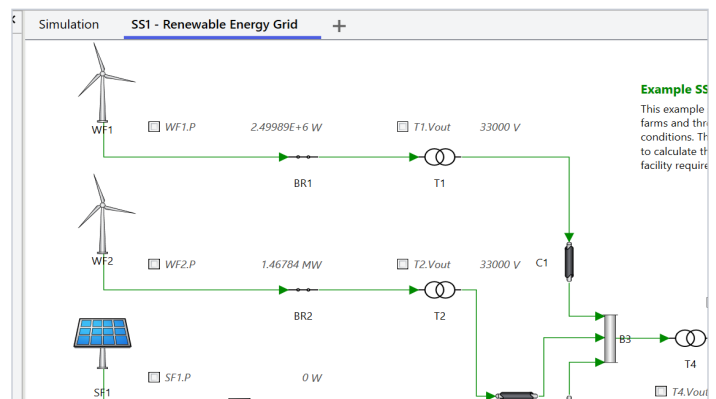 Simulation
SS1 - Renewable Energy Grid
Example SS
This example
farms and thr
conditions. Th
to calculate th
facility require
WF1
WF1.P
2.49989E+6 W
T1.Vout
33000 V
BR1
T1
WF2
WF2.P
1.46784 MW
T2.Vout
33000 V
C1
BR2
T2
B3
T4
SF1.P
0 W
SF1
T4.Vout